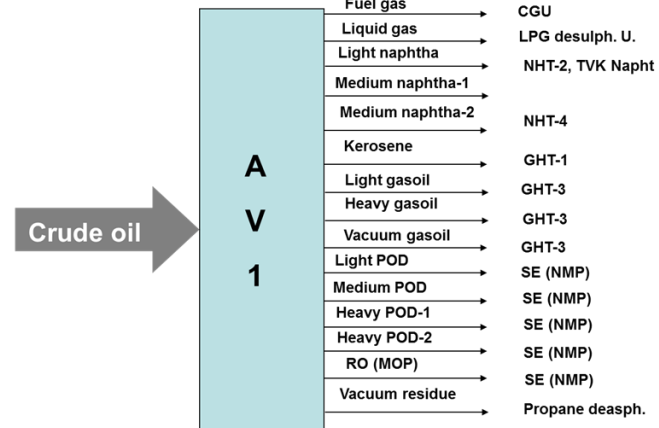 Fuel gas
CGU
Liquid gas
LPG desulph. U.
Light naphtha
NHT-2, TVK Napht
Medium naphtha-1
Medium naphtha-2
NHT-4
Kerosene
GHT-1
Light gasoil
GHT-3
Heavy gasoil
GHT-3
Vacuum gasoil
GHT-3
Light POD
SE (NMP)
Medium POD
SE (NMP)
Heavy POD-1
SE (NMP)
Heavy POD-2
SE (NMP)
RO (MOP)
SE (NMP)
Vacuum residue
Propane deasph.
Crude oil
A
V
1